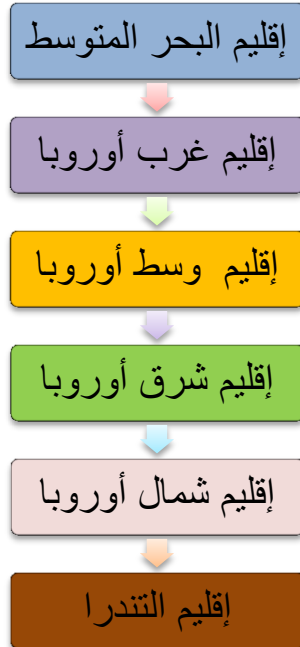 إقليم البحر المتوسط
إقليم غرب أوروبا
إقليم وسط أوروبا
إقليم شرق أوروبا
إقليم شمال أوروبا
إقليم التندرا